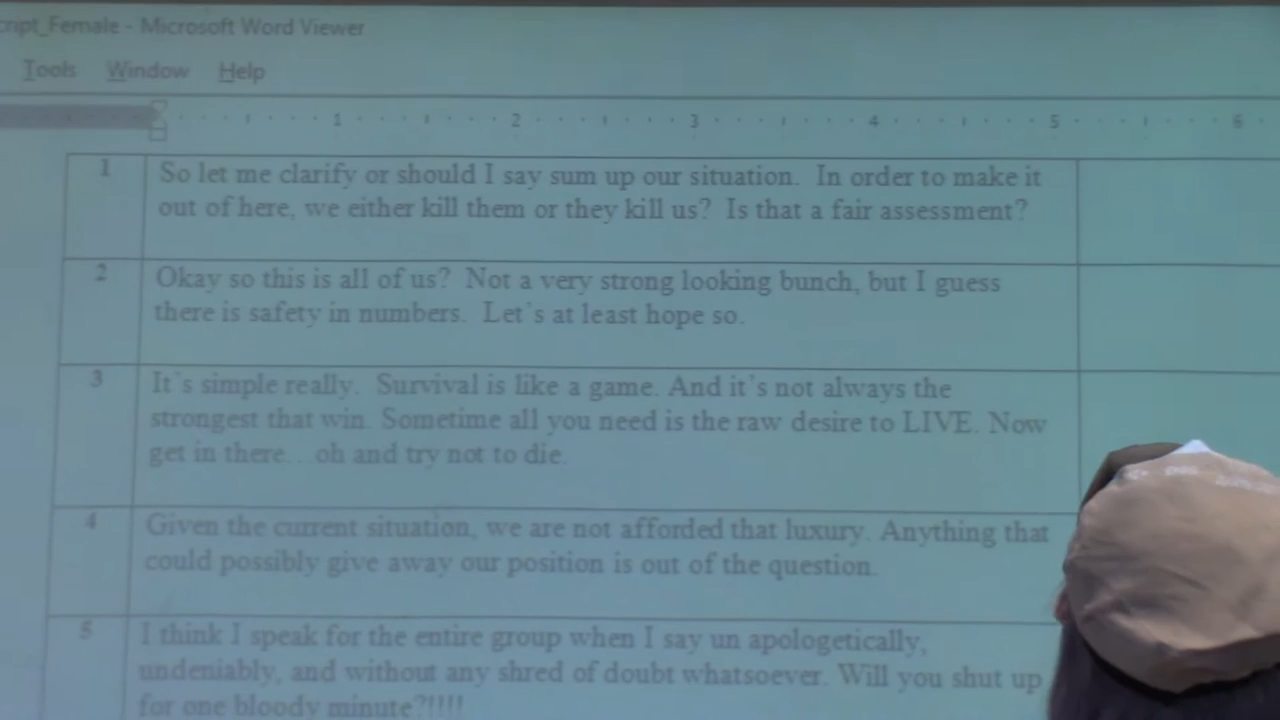 cript_Female - Microsoft Word Viewer
Tools Window Help
1 2 3 4 5 6
1 So let me clarify or should I say sum up our situation. In order to make it
out of here, we either kill them or they kill us? Is that a fair assessment?
2 Okay so this is all of us? Not a very strong looking bunch, but I guess
there is safety in numbers. Let's at least hope so.
3 It's simple really. Survival is like a game. And it's not always the
strongest that win. Sometime all you need is the raw desire to LIVE. Now
get in there...oh and try not to die.
4 Given the current situation, we are not afforded that luxury. Anything that
could possibly give away our position is out of the question.
5 I think I speak for the entire group when I say un apologetically,
undeniably, and without any shred of doubt whatsoever. Will you shut up
for one bloody minute?!!!!